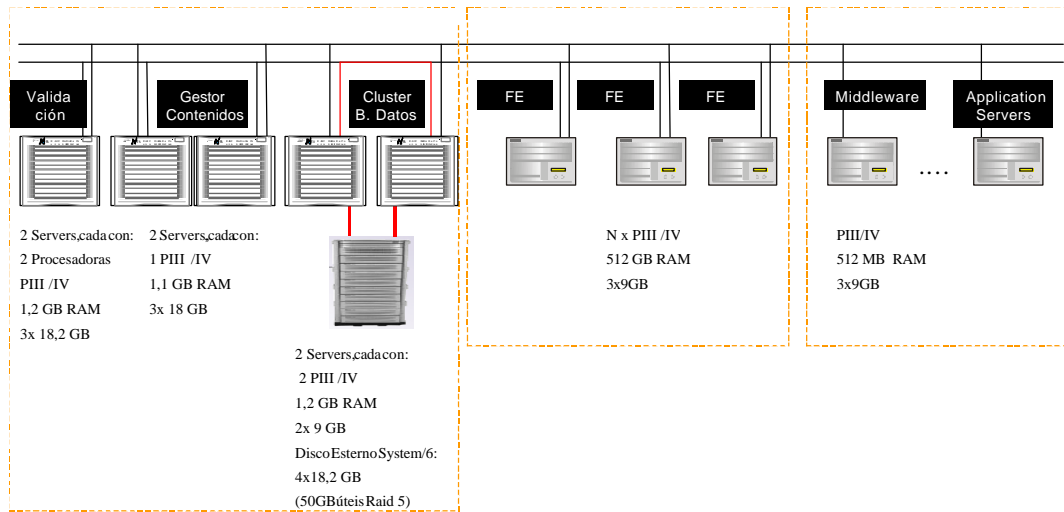 Valida
ción
Gestor
Contenidos
Cluster
B. Datos
FE
FE
FE
Middleware
Application
Servers
....
2 Servers,cada con:
2 Procesadoras
PIII /IV
1,2 GB RAM
3x 18,2 GB
2 Servers,cada con:
1 PIII /IV
1,1 GB RAM
3x 18 GB
2 Servers,cada con:
2 PIII /IV
1,2 GB RAM
2x 9 GB
Disco Esterno System/6:
4x18,2 GB
(50GB úteis Raid 5)
N x PIII /IV
512 GB RAM
3x9GB
PIII/IV
512 MB RAM
3x9GB